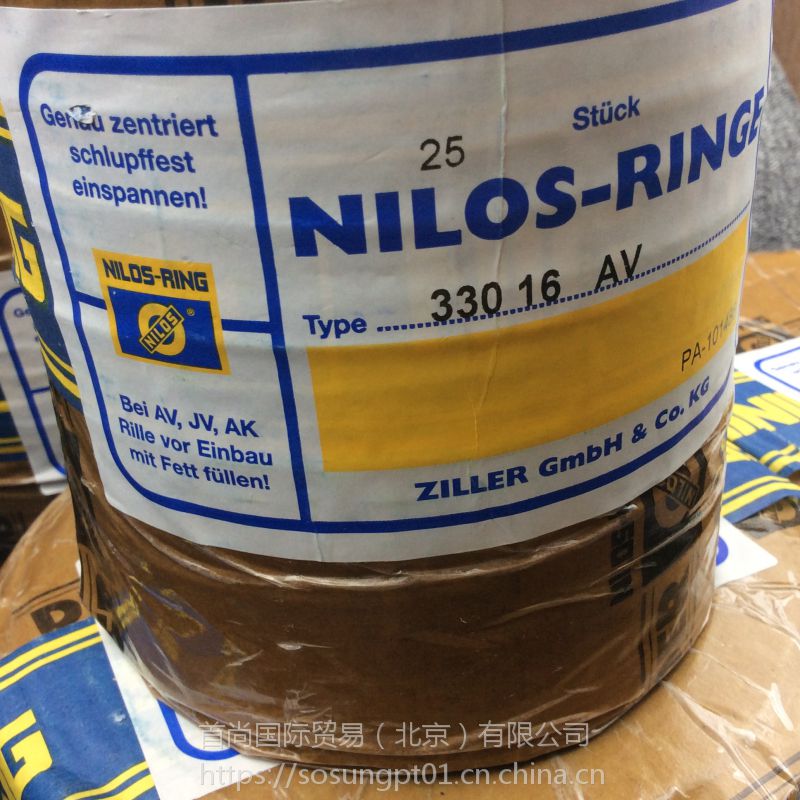 Genau zentriert
schlupffest
einspannen!
NILOS-RING
NILOS
®
Bei AV, JV, AK
Rille vor Einbau
mit Fett füllen!
25 Stück
NILOS-RINGE
Type 330 16 AV
ZILLER GmbH & Co. KG
首尚国际贸易（北京）有限公司
https://sosungpt01.cn.china.cn